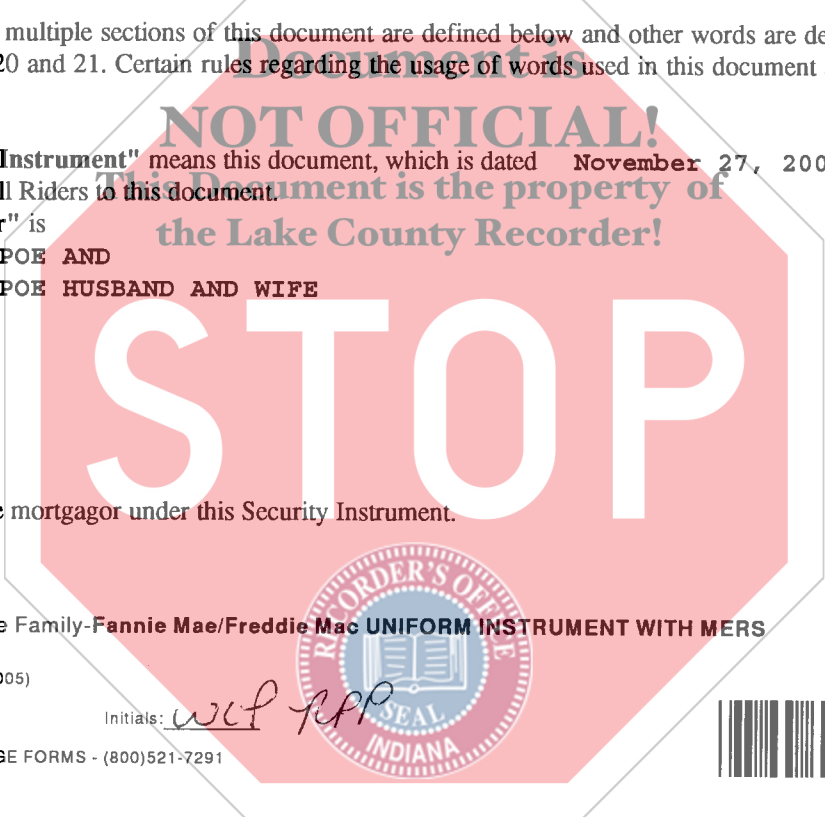 multiple sections of this document are defined below and other words are de
20 and 21. Certain rules regarding the usage of words used in this document
Document is
NOT OFFICIAL!
Instrument" means this document, which is dated November 27, 200
This Document is the property of
ll Riders to this document.
r" is
the Lake County Recorder!
POE AND
POE HUSBAND AND WIFE
STOP
mortgagor under this Security Instrument.
RECORDER'S OFFICE
e Family-Fannie Mae/Freddie Mac UNIFORM INSTRUMENT WITH MERS
005)
Initials: WCP
SEAL
INDIANA
GE FORMS - (800)521-7291